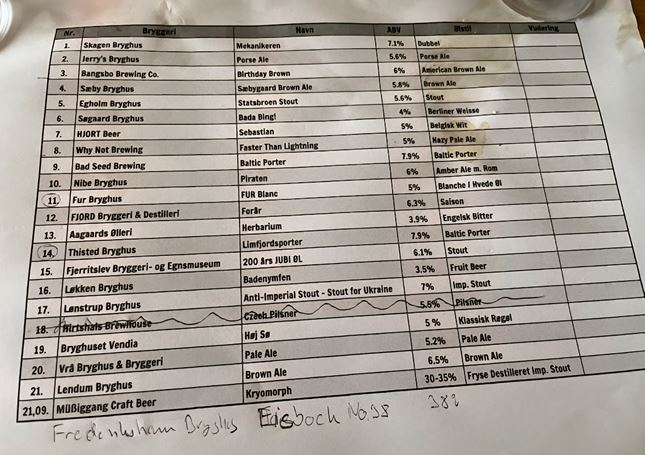 Nr. Bryggeri Navn ABV Ølstil Vudering
1. Skagen Bryghus Mekanikeren 7.1% Dubbel
2. Jerry's Bryghus Porse Ale 5.6% Porse Ale
3. Bangsbo Brewing Co. Birthday Brown 6% American Brown Ale
4. Sæby Bryghus Sæbygaard Brown Ale 5.8% Brown Ale
5. Egholm Bryghus Statsbroen Stout 5.6% Stout
6. Søgaard Bryghus Bada Bing! 4% Berliner Weisse
7. HJORT Beer Sebastian 5% Belgisk Wit
8. Why Not Brewing Faster Than Lightning 5% Hazy Pale Ale
9. Bad Seed Brewing Baltic Porter 7.9% Baltic Porter
10. Nibe Bryghus Piraten 6% Amber Ale m. Rom
11. Fur Bryghus FUR Blanc 5% Blanche / Hvede Øl
12. FJORD Bryggeri & Destilleri Forår 6.3% Saison
13. Aagaards Ølleri Herbarium 3.9% Engelsk Bitter
14. Thisted Bryghus Limfjordsporter 7.9% Baltic Porter
15. Fjerritslev Bryggeri- og Egnsmuseum 200 års JUBI ØL 6.1% Stout
16. Løkken Bryghus Badenymfen 3.5% Fruit Beer
17. Lønstrup Bryghus Anti-Imperial Stout - Stout for Ukraine 7% Imp. Stout
18. Hirtshals Brewhouse Czech Pilsner 5.6% Pilsner
19. Bryghuset Vendia Høj Sø 5 % Klassisk Røgøl
20. Vrå Bryghus & Bryggeri Pale Ale 5.2% Pale Ale
21. Lendum Bryghus Brown Ale 6,5% Brown Ale
21,09. Müßiggang Craft Beer Kryomorph 30-35% Fryse Destilleret Imp. Stout
Bryghus Eisbock No.98